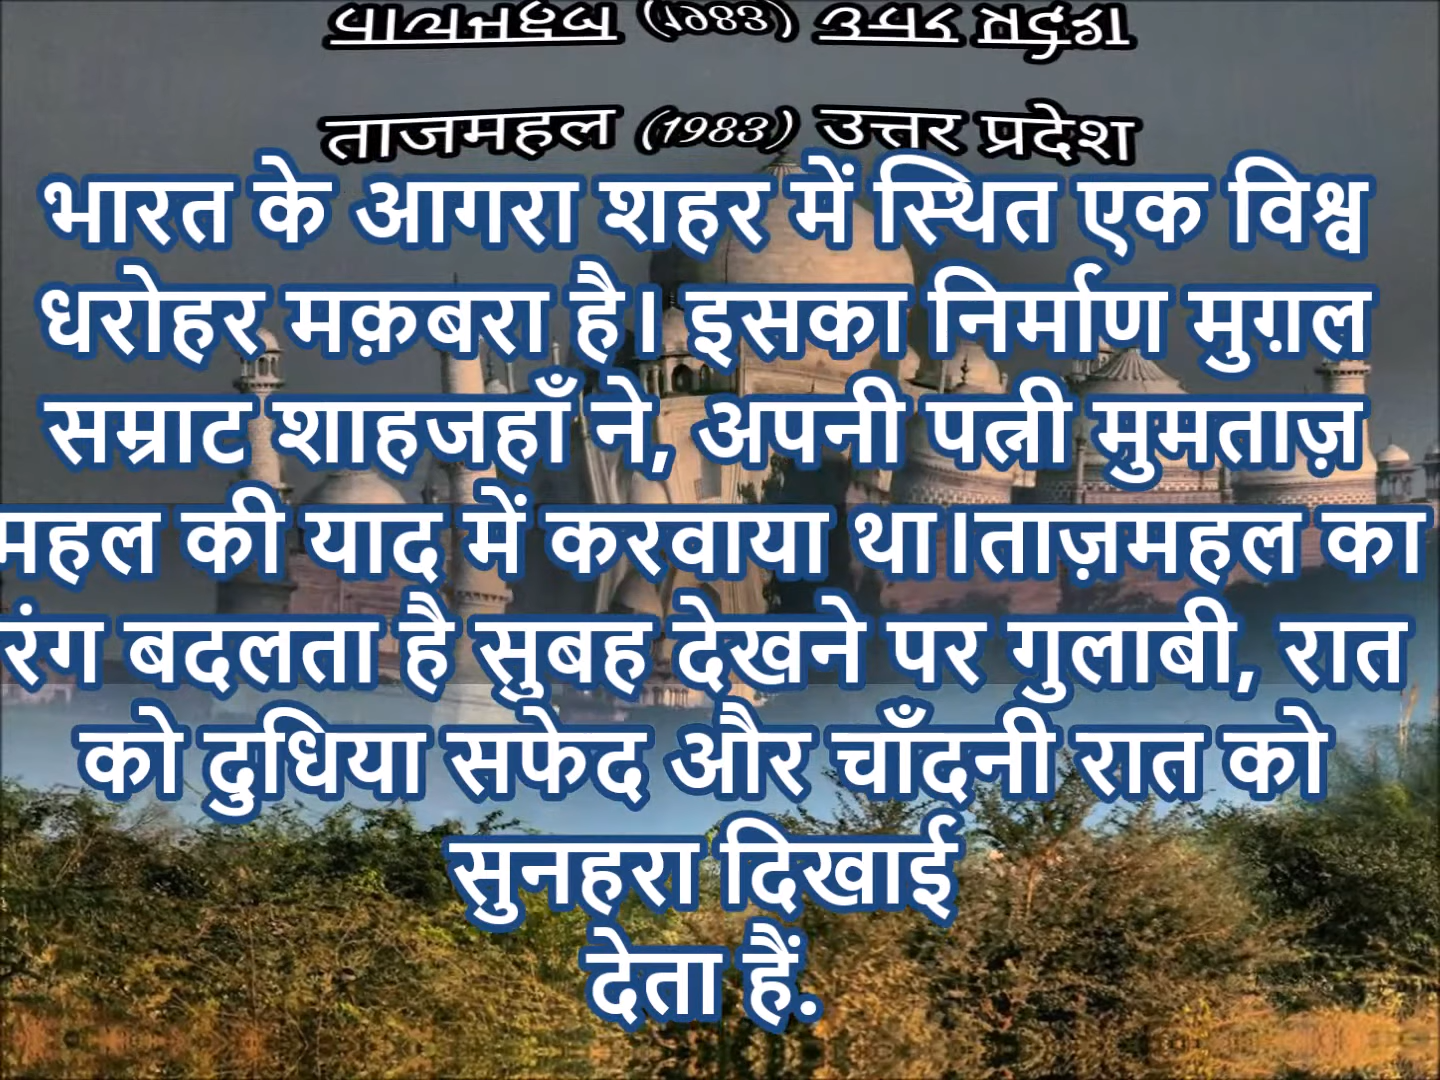 ताजमहल (1983) उत्तर प्रदेश
भारत के आगरा शहर में स्थित एक विश्व
धरोहर मक़बरा है। इसका निर्माण मुग़ल
सम्राट शाहजहाँ ने, अपनी पत्नी मुमताज़
महल की याद में करवाया था।ताज़महल का
रंग बदलता है सुबह देखने पर गुलाबी, रात
को दुधिया सफेद और चाँदनी रात को
सुनहरा दिखाई
देता हैं.